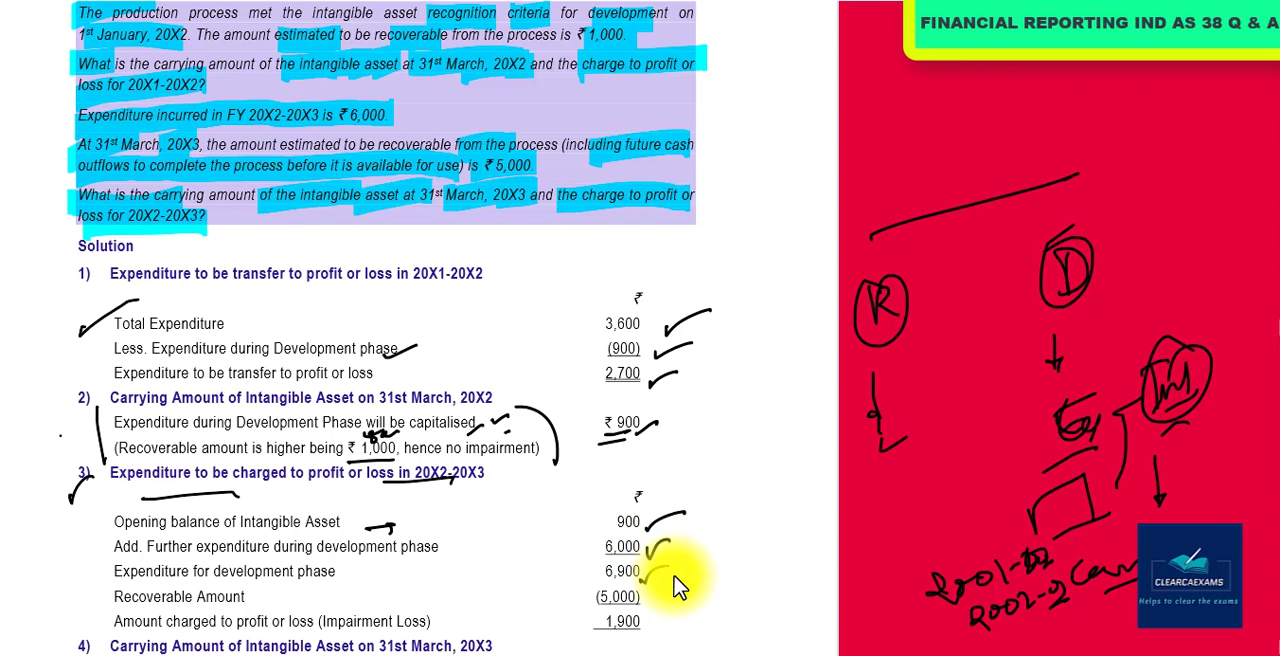 The production process met the intangible asset recognition criteria for development on
1st January, 20X2. The amount estimated to be recoverable from the process is ₹ 1,000.
What is the carrying amount of the intangible asset at 31st March, 20X2 and the charge to profit or
loss for 20X1-20X2?
Expenditure incurred in FY 20X2-20X3 is ₹ 6,000.
At 31st March, 20X3, the amount estimated to be recoverable from the process (including future cash
outflows to complete the process before it is available for use) is ₹ 5,000.
What is the carrying amount of the intangible asset at 31st March, 20X3 and the charge to profit or
loss for 20X2-20X3?
Solution
1) Expenditure to be transfer to profit or loss in 20X1-20X2
₹
Total Expenditure 3,600
Less. Expenditure during Development phase (900)
Expenditure to be transfer to profit or loss 2,700
2) Carrying Amount of Intangible Asset on 31st March, 20X2
Expenditure during Development Phase will be capitalised ₹ 900
(Recoverable amount is higher being ₹ 1,000, hence no impairment)
3) Expenditure to be charged to profit or loss in 20X2-20X3
₹
Opening balance of Intangible Asset 900
Add. Further expenditure during development phase 6,000
Expenditure for development phase 6,900
Recoverable Amount (5,000)
Amount charged to profit or loss (Impairment Loss) 1,900
4) Carrying Amount of Intangible Asset on 31st March, 20X3
FINANCIAL REPORTING IND AS 38 Q & A
R
D
CLEARCAEXAMS
Helps to clear the exams